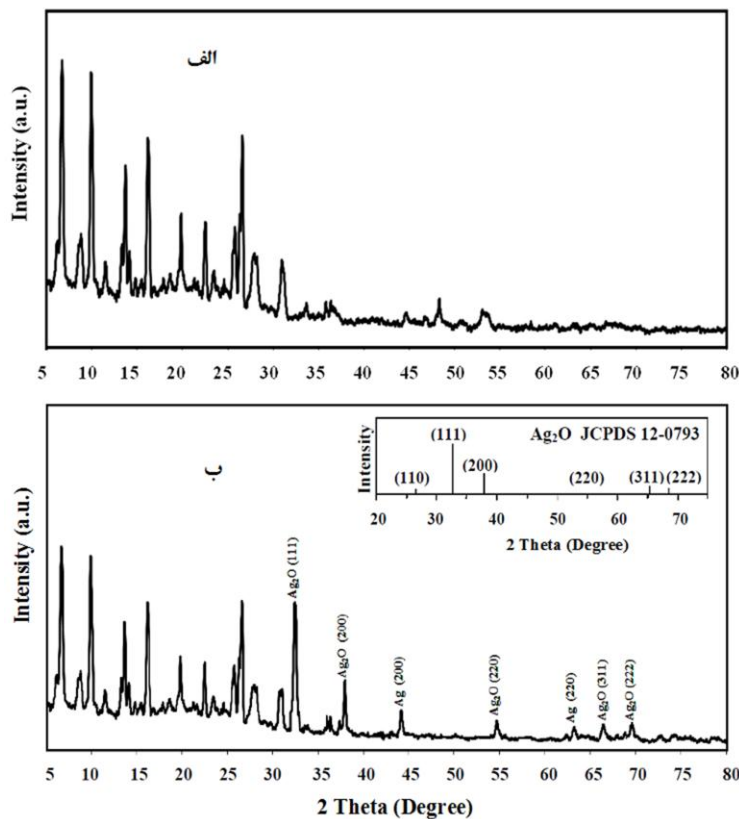 الف
Intensity (a.u.)
5 10 15 20 25 30 35 40 45 50 55 60 65 70 75 80
ب
Intensity (a.u.)
Ag₂O (111)
Ag₂O (200)
Ag (200)
Ag₂O (220)
Ag (220)
Ag₂O (311)
Ag₂O (222)
Ag₂O JCPDS 12-0793
Intensity
(110)
(111)
(200)
(220)
(311)
(222)
20 30 40 50 60 70
2 Theta (Degree)
5 10 15 20 25 30 35 40 45 50 55 60 65 70 75 80
2 Theta (Degree)